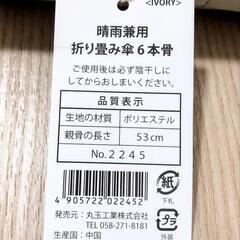 <IVORY>
晴雨兼用
折り畳み傘6本骨
ご使用後は必ず陰干しに
してからおしまいください。
品質表示
生地の材質 ポリエステル
親骨の長さ 53cm
No.2245
4 905722 022452
発売元：丸玉工業株式会社
TEL 058-271-8181
生産国：中国
紙
下札
プラ
外袋